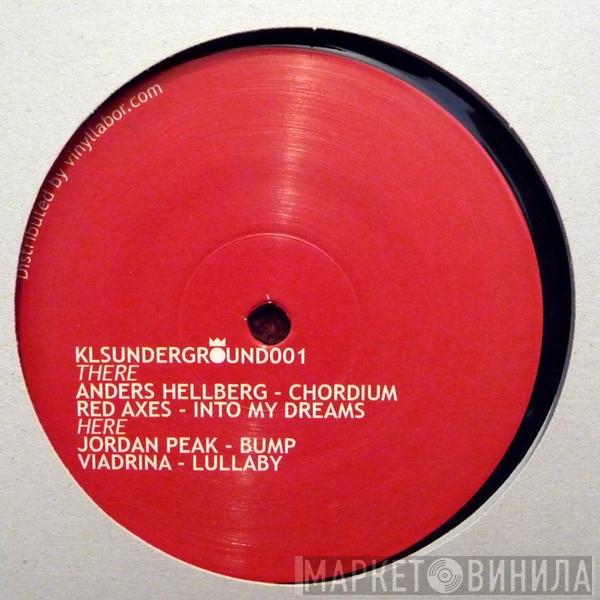 Distributed by vinyllabor.com
KLSUNDERGROUND001
THERE
ANDERS HELLBERG - CHORDIUM
RED AXES - INTO MY DREAMS
HERE
JORDAN PEAK - BUMP
VIADRINA - LULLABY
МАРКЕТ ВИНИЛА